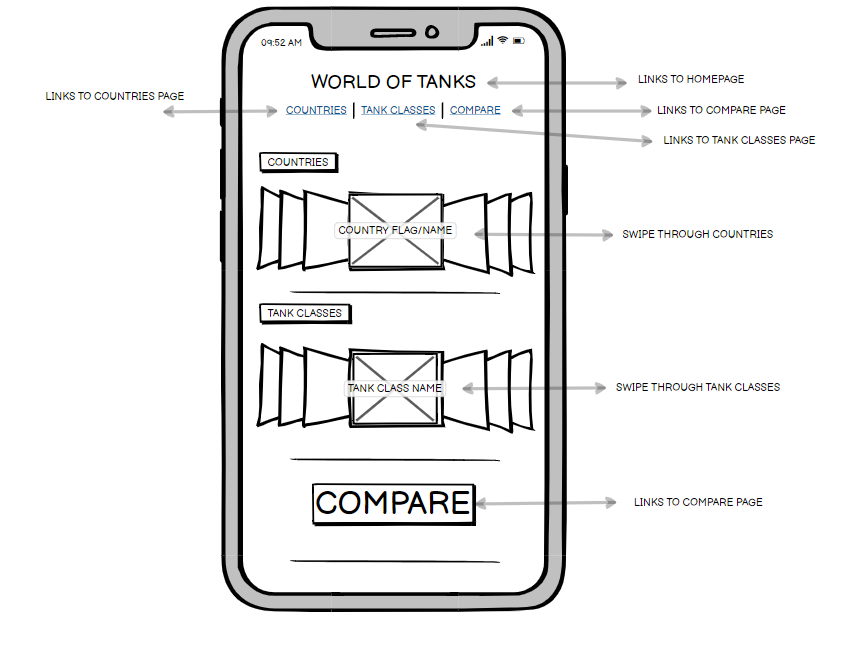 09:52 AM
WORLD OF TANKS
LINKS TO HOMEPAGE
LINKS TO COUNTRIES PAGE
COUNTRIES | TANK CLASSES | COMPARE
LINKS TO COMPARE PAGE
LINKS TO TANK CLASSES PAGE
COUNTRIES
COUNTRY FLAG/NAME
SWIPE THROUGH COUNTRIES
TANK CLASSES
TANK CLASS NAME
SWIPE THROUGH TANK CLASSES
COMPARE
LINKS TO COMPARE PAGE